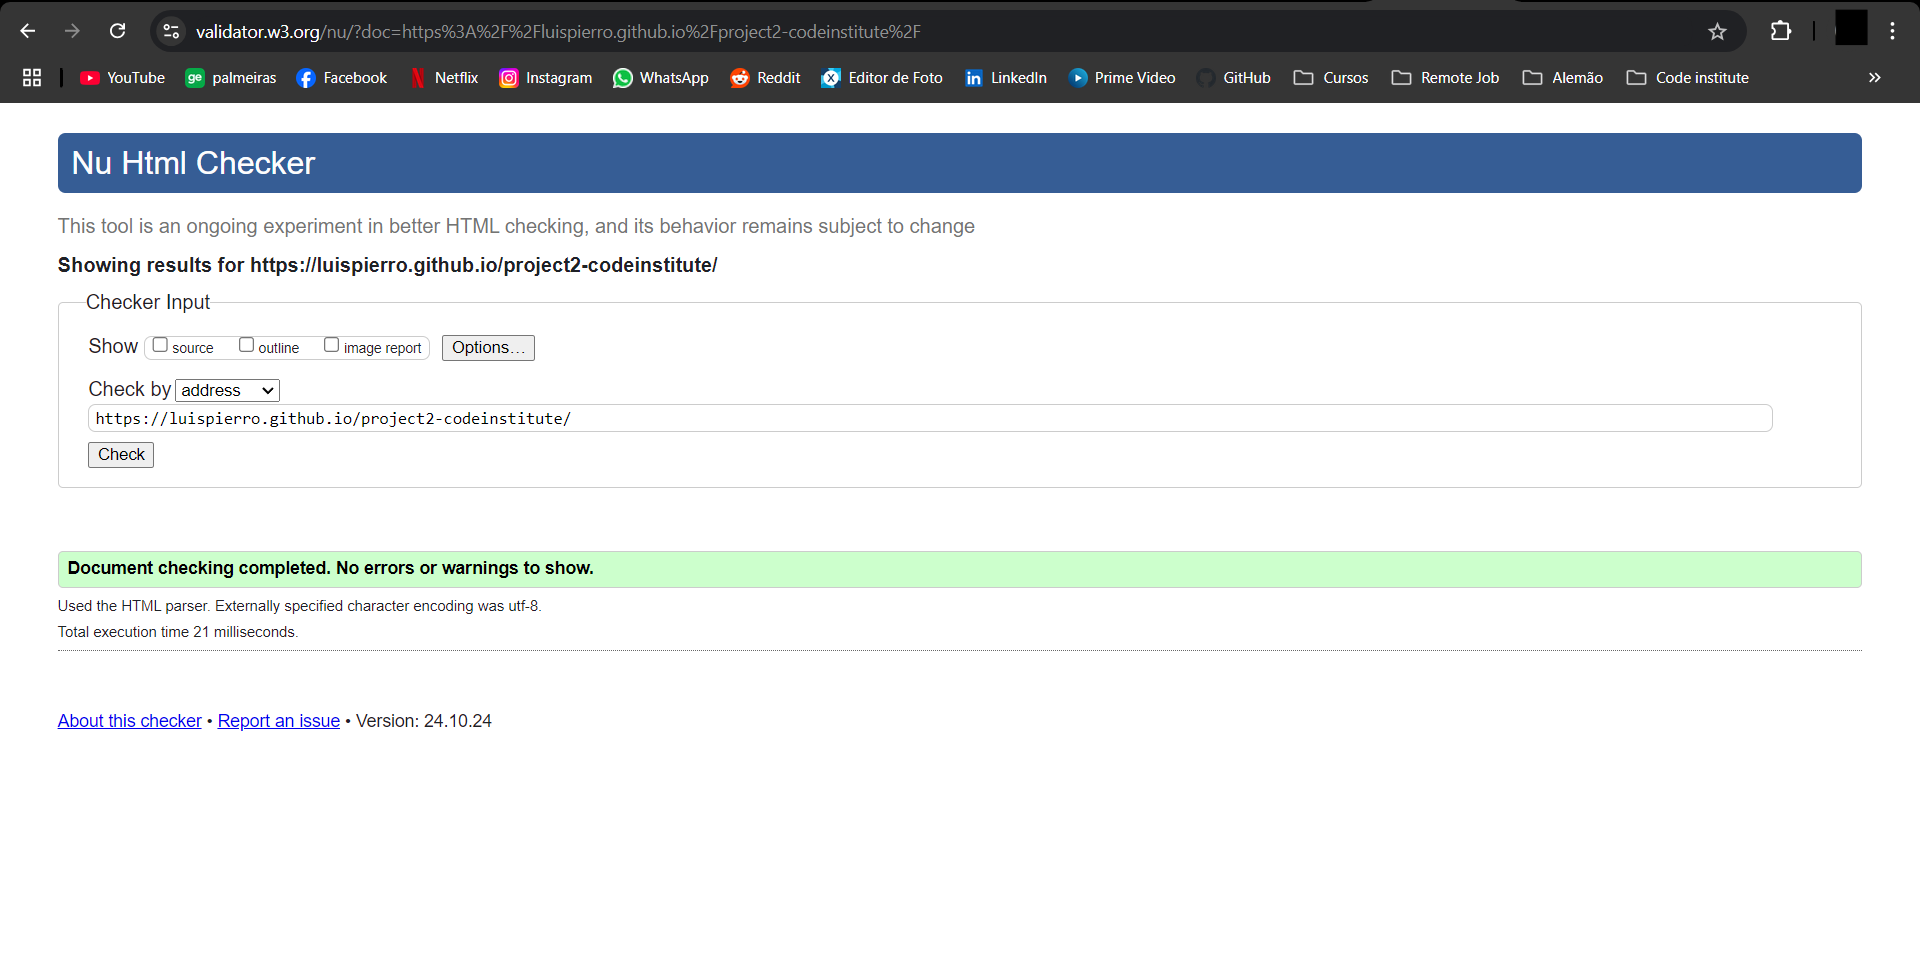 validator.w3.org/nu/?doc=https%3A%2F%2Fluispierro.github.io%2Fproject2-codeinstitute%2F
YouTube ge palmeiras Facebook Netflix Instagram WhatsApp Reddit X Editor de Foto in LinkedIn Prime Video GitHub Cursos Remote Job Alemão Code institute »
Nu Html Checker
This tool is an ongoing experiment in better HTML checking, and its behavior remains subject to change
Showing results for https://luispierro.github.io/project2-codeinstitute/
Checker Input
Show source outline image report Options...
Check by address
https://luispierro.github.io/project2-codeinstitute/
Check
Document checking completed. No errors or warnings to show.
Used the HTML parser. Externally specified character encoding was utf-8.
Total execution time 21 milliseconds.
About this checker • Report an issue • Version: 24.10.24